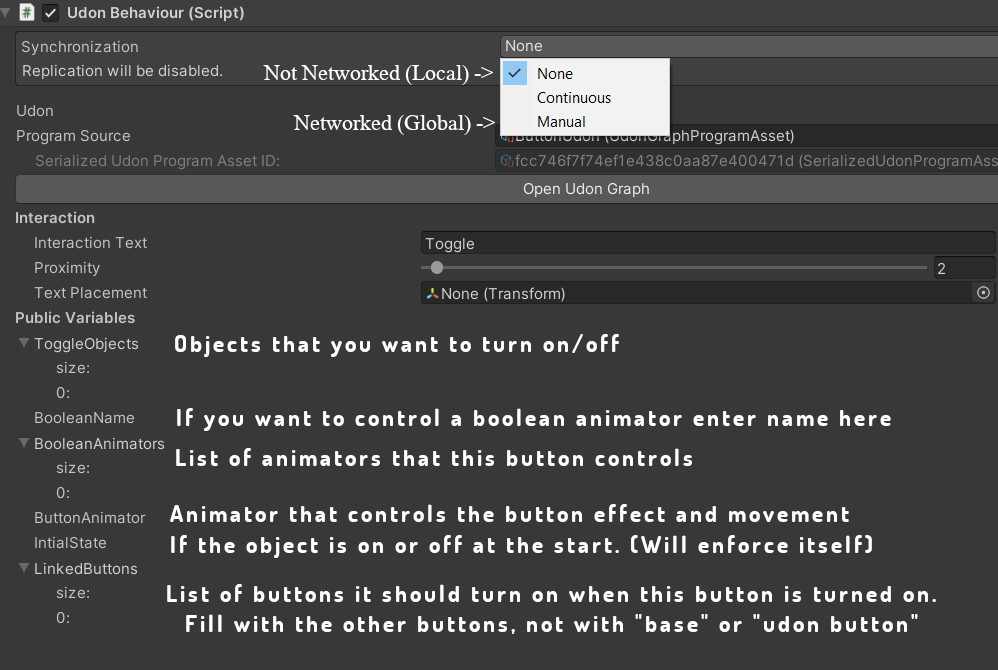 # Udon Behaviour (Script)
Synchronization None
Replication will be disabled. Not Networked (Local) -> None
Continuous
Udon
Networked (Global) -> Manual
Program Source ButtonUdon (UdonGraphProgramAsset)
Serialized Udon Program Asset ID: fcc746f7f74ef1e438c0aa87e400471d (SerializedUdonProgramAss
Open Udon Graph
Interaction
Interaction Text Toggle
Proximity 2
Text Placement None (Transform)
Public Variables
ToggleObjects Objects that you want to turn on/off
size:
0:
BooleanName If you want to control a boolean animator enter name here
BooleanAnimators List of animators that this button controls
size:
0:
ButtonAnimator Animator that controls the button effect and movement
IntialState If the object is on or off at the start. (Will enforce itself)
LinkedButtons
size: List of buttons it should turn on when this button is turned on.
0: Fill with the other buttons, not with "base" or "udon button"